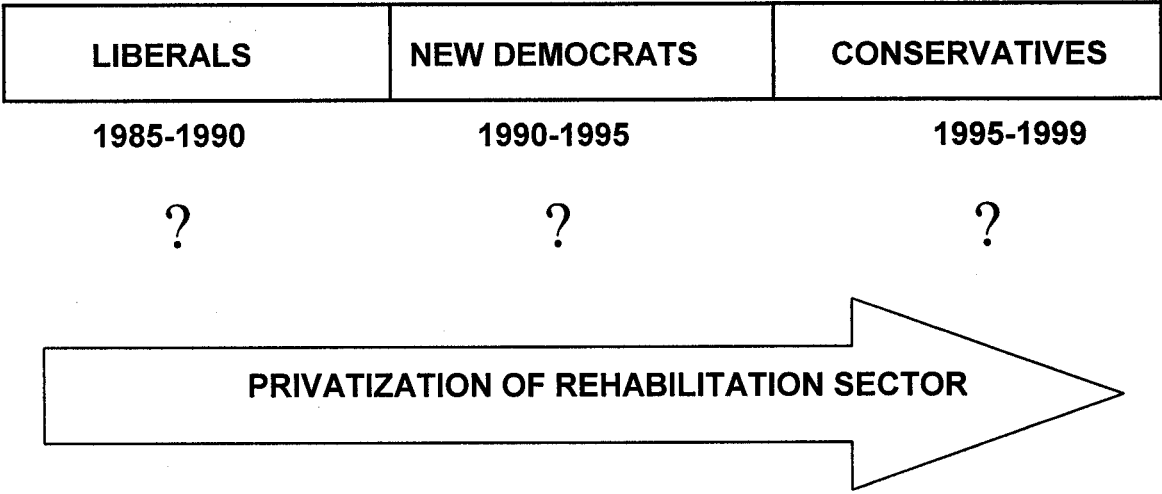 LIBERALS NEW DEMOCRATS CONSERVATIVES
1985-1990 1990-1995 1995-1999
? ? ?
PRIVATIZATION OF REHABILITATION SECTOR